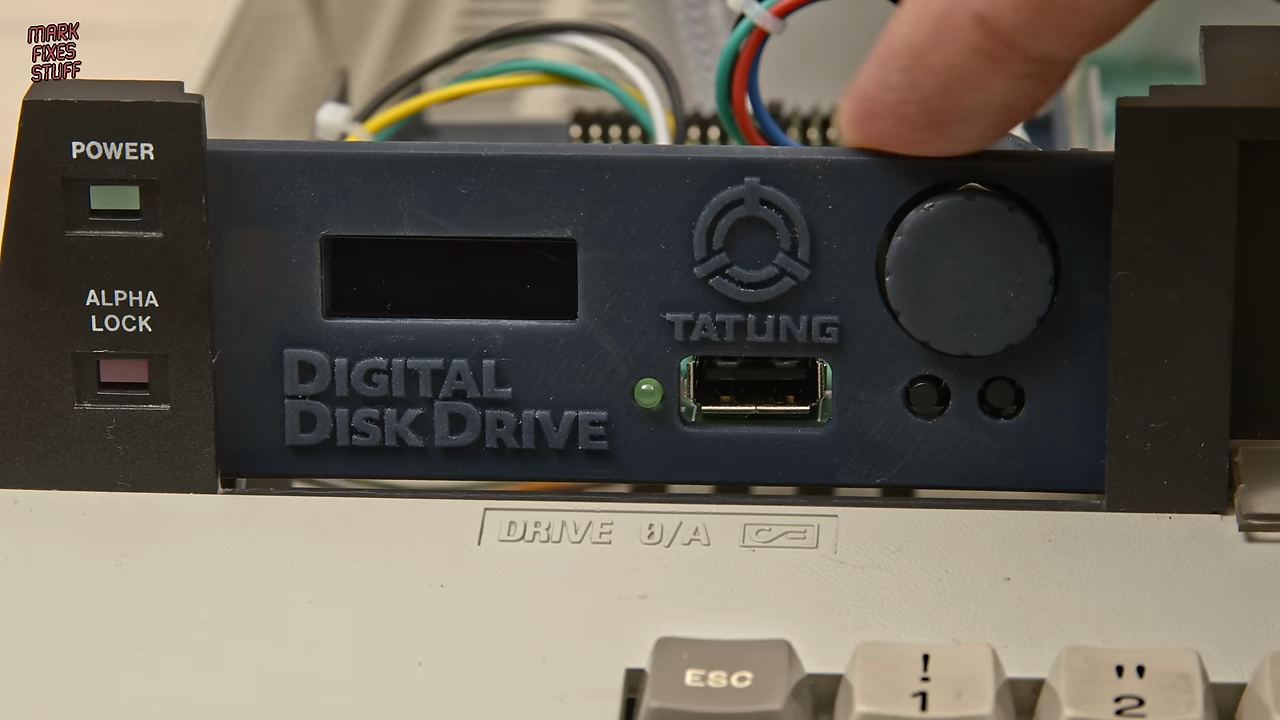 MARK
FIXES
STUFF
POWER
ALPHA
LOCK
TATUNG
DIGITAL
DISK DRIVE
DRIVE 0/A
ESC
!
1
"
2